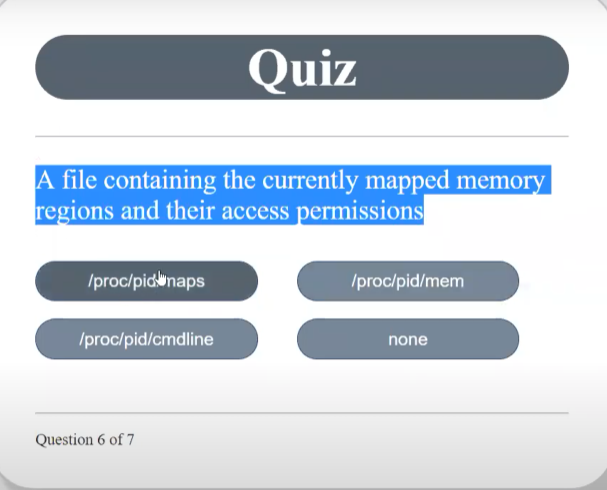 Quiz
A file containing the currently mapped memory
regions and their access permissions
/proc/pid/maps
/proc/pid/mem
/proc/pid/cmdline
none
Question 6 of 7